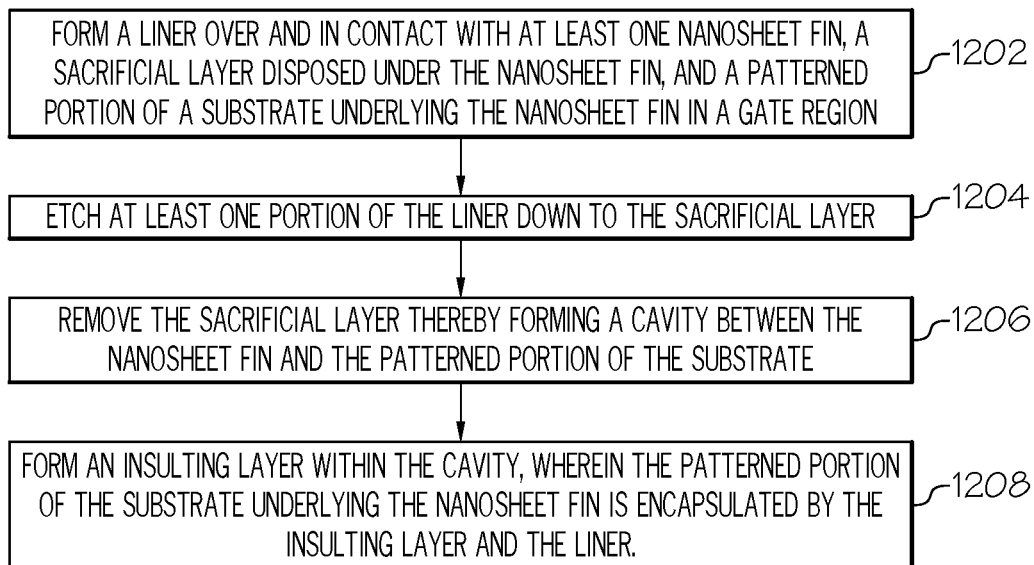 FORM A LINER OVER AND IN CONTACT WITH AT LEAST ONE NANOSHEET FIN, A
SACRIFICIAL LAYER DISPOSED UNDER THE NANOSHEET FIN, AND A PATTERNED
PORTION OF A SUBSTRATE UNDERLYING THE NANOSHEET FIN IN A GATE REGION
1202
ETCH AT LEAST ONE PORTION OF THE LINER DOWN TO THE SACRIFICIAL LAYER
1204
REMOVE THE SACRIFICIAL LAYER THEREBY FORMING A CAVITY BETWEEN THE
NANOSHEET FIN AND THE PATTERNED PORTION OF THE SUBSTRATE
1206
FORM AN INSULTING LAYER WITHIN THE CAVITY, WHEREIN THE PATTERNED PORTION
OF THE SUBSTRATE UNDERLYING THE NANOSHEET FIN IS ENCAPSULATED BY THE
INSULTING LAYER AND THE LINER.
1208